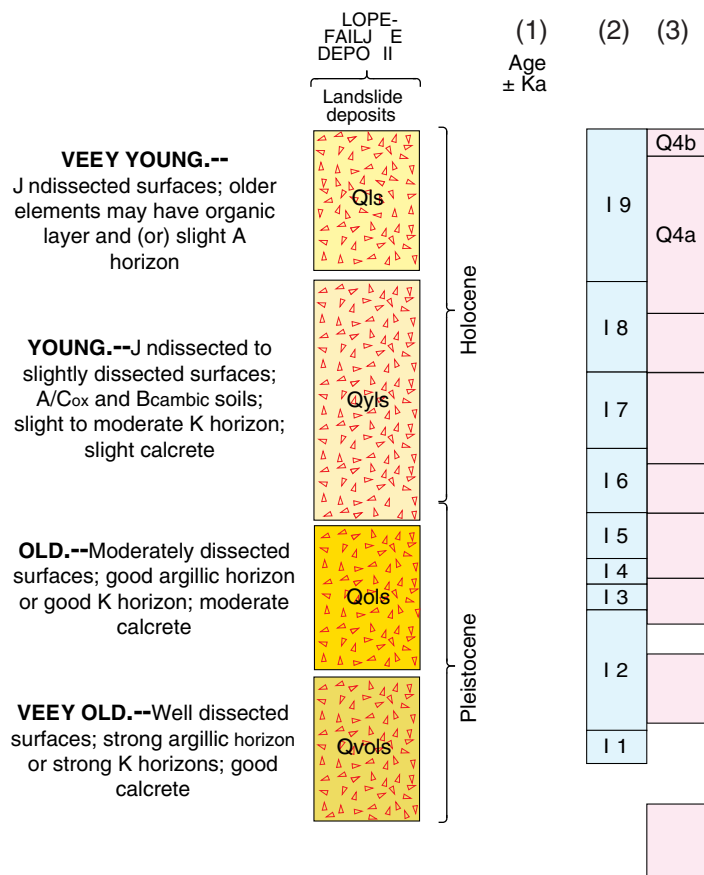 LOPE-
FAILJ E
DEPO II
(1)
(2)
(3)
Age
± Ka
Landslide
deposits
VEEY YOUNG.--
J ndissected surfaces; older
elements may have organic
layer and (or) slight A
horizon
Qls
YOUNG.--J ndissected to
slightly dissected surfaces;
A/Cox and Bcambic soils;
slight to moderate K horizon;
slight calcrete
Qyls
Holocene
OLD.--Moderately dissected
surfaces; good argillic horizon
or good K horizon; moderate
calcrete
Qols
VEEY OLD.--Well dissected
surfaces; strong argillic horizon
or strong K horizons; good
calcrete
Qvols
Pleistocene
I 9
I 8
I 7
I 6
I 5
I 4
I 3
I 2
I 1
Q4b
Q4a